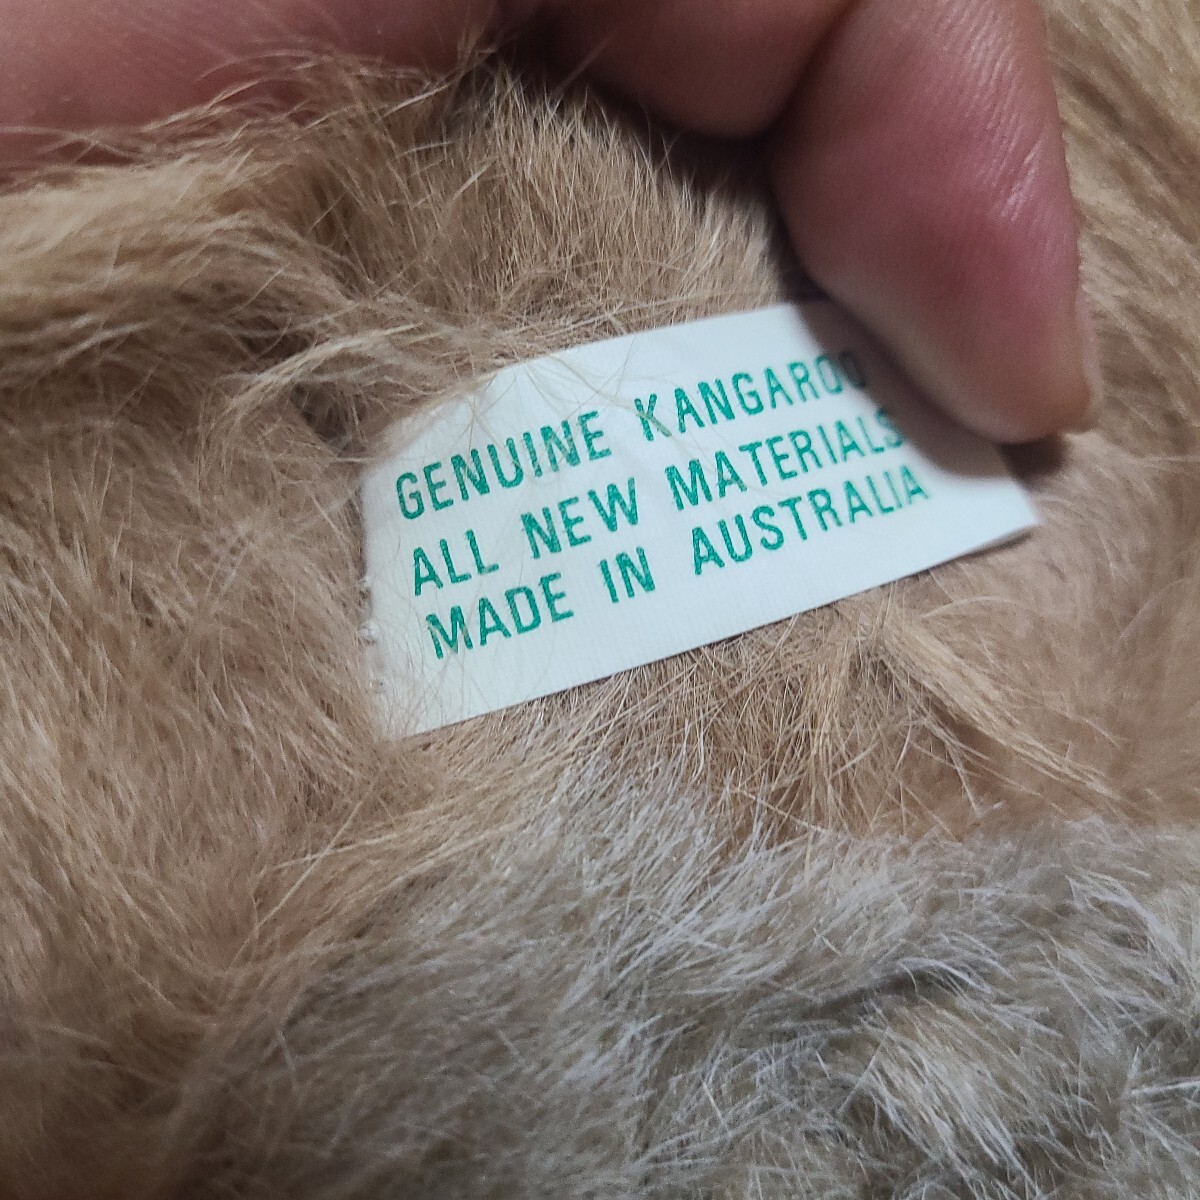 GENUINE KANGAROO
ALL NEW MATERIALS
MADE IN AUSTRALIA